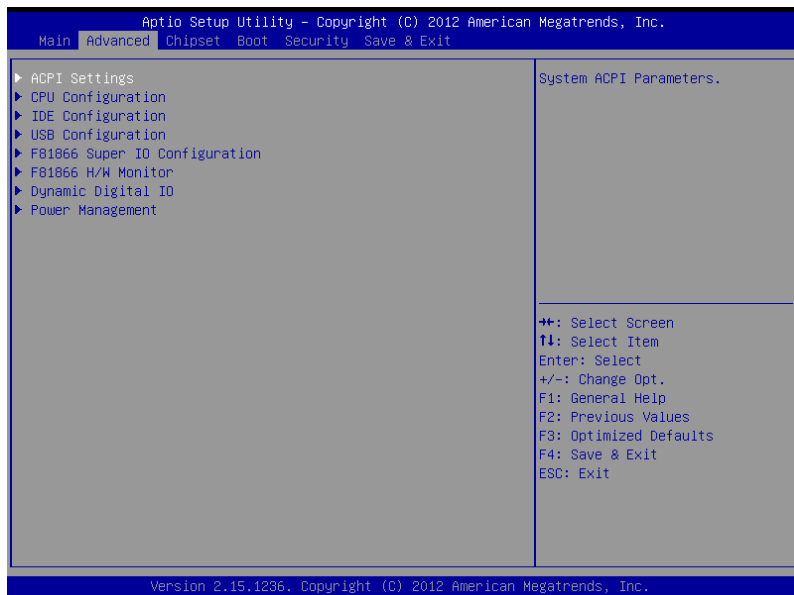 Aptio Setup Utility – Copyright (C) 2012 American Megatrends, Inc.
Main Advanced Chipset Boot Security Save & Exit
▶ ACPI Settings
▶ CPU Configuration
▶ IDE Configuration
▶ USB Configuration
▶ F81866 Super IO Configuration
▶ F81866 H/W Monitor
▶ Dynamic Digital IO
▶ Power Management
System ACPI Parameters.
→←: Select Screen
↑↓: Select Item
Enter: Select
+/-: Change Opt.
F1: General Help
F2: Previous Values
F3: Optimized Defaults
F4: Save & Exit
ESC: Exit
Version 2.15.1236. Copyright (C) 2012 American Megatrends, Inc.